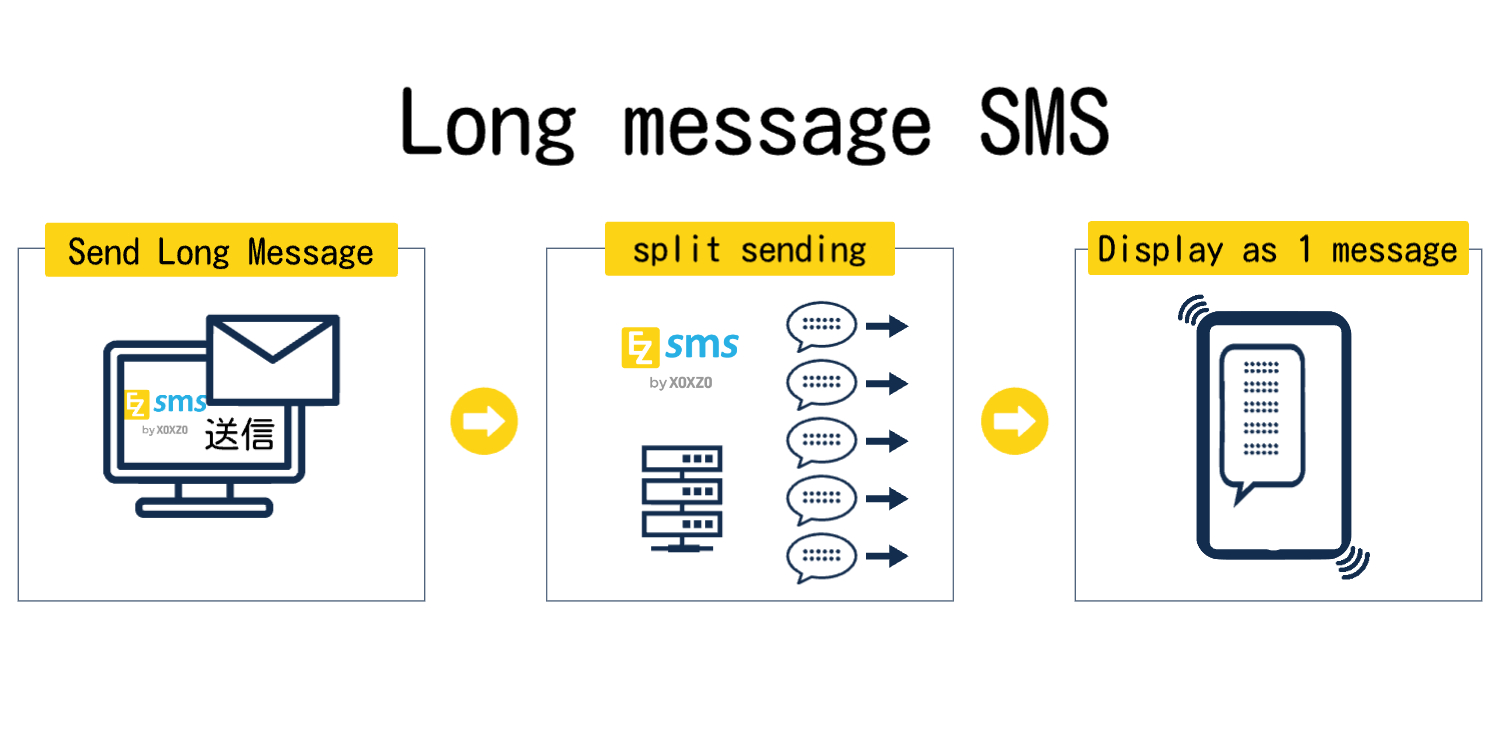 Long message SMS
Send Long Message
EZ sms
by XOXZO
送信
split sending
EZ sms
by XOXZO
Display as 1 message